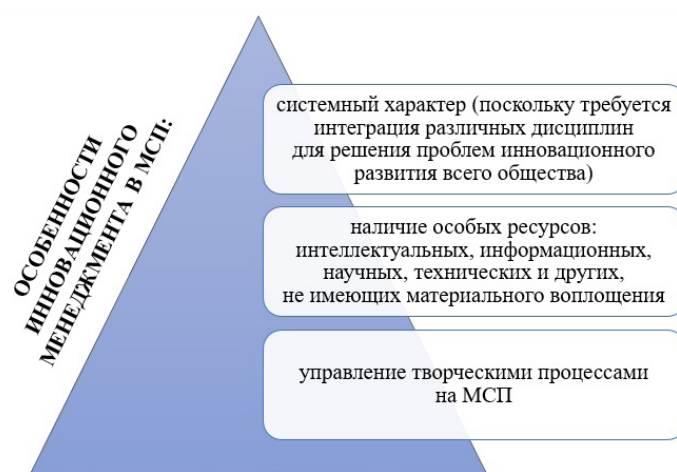 ОСОБЕННОСТИ
ИННОВАЦИОННОГО
МЕНЕДЖМЕНТА В МСП:
системный характер (поскольку требуется
интеграция различных дисциплин
для решения проблем инновационного
развития всего общества)
наличие особых ресурсов:
интеллектуальных, информационных,
научных, технических и других,
не имеющих материального воплощения
управление творческими процессами
на МСП